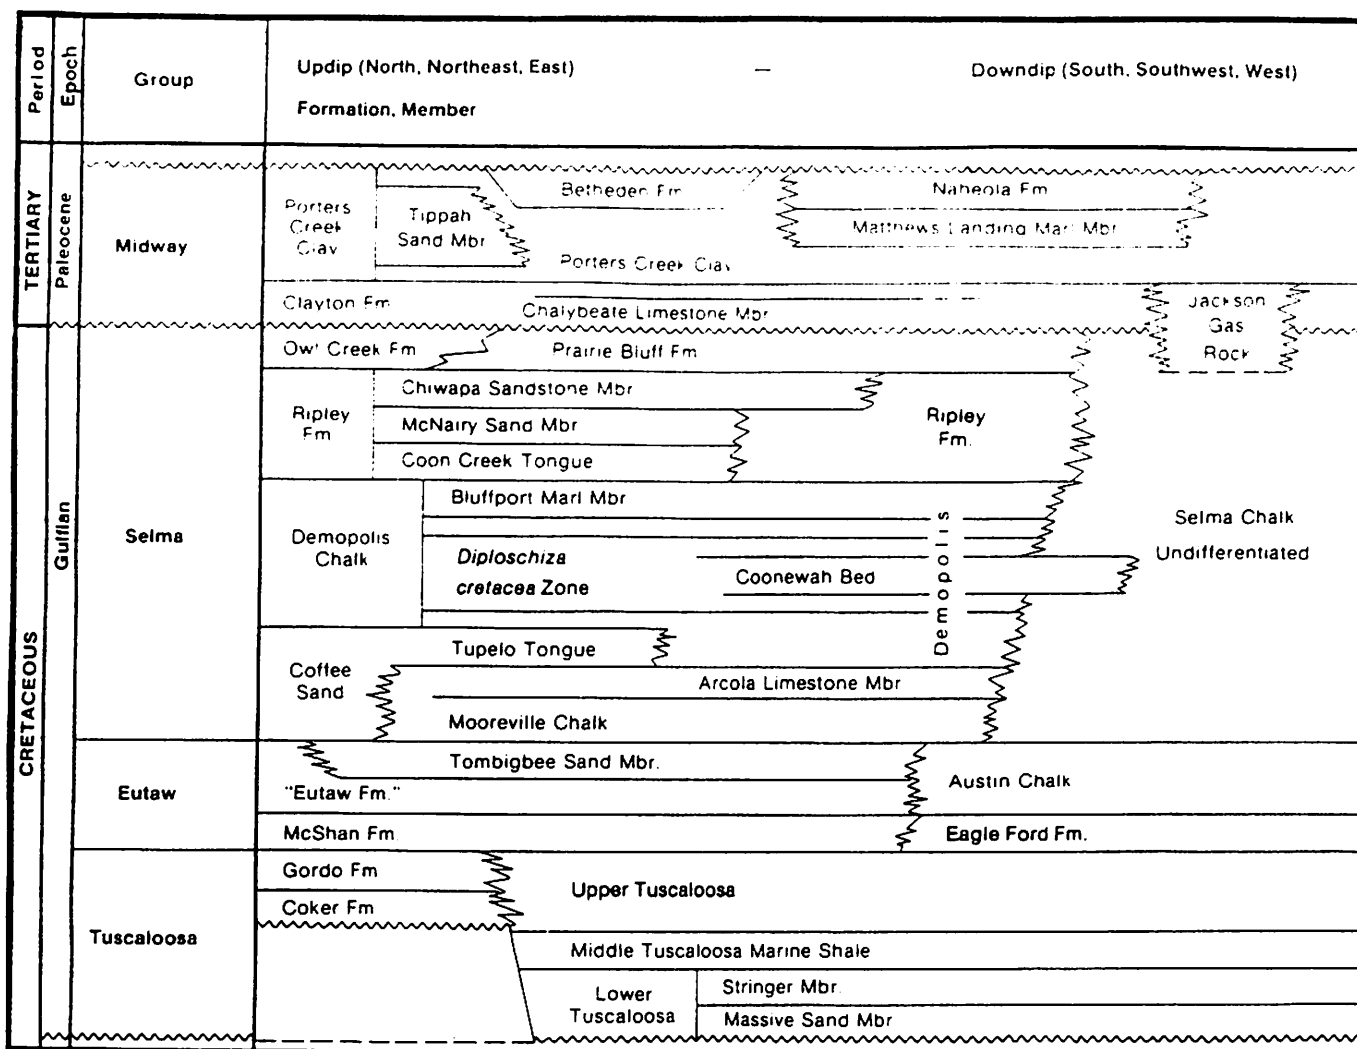 Period
Epoch
Group
Updip (North, Northeast, East) – Downdip (South, Southwest, West)
Formation, Member
TERTIARY
Paleocene
Midway
Porters
Creek
Clay
Tippah
Sand Mbr
Betheden Fm
Naheola Fm
Matthews Landing Marl Mbr
Porters Creek Clay
Clayton Fm
Chalybeate Limestone Mbr
Jackson
Gas
Rock
CRETACEOUS
Gulfian
Selma
Owl Creek Fm
Prairie Bluff Fm
Ripley
Fm
Chiwapa Sandstone Mbr
McNairy Sand Mbr
Coon Creek Tongue
Ripley
Fm.
Demopolis
Chalk
Bluffport Marl Mbr
Diploschiza
cretacea Zone
Coonewah Bed
Demopolis
Selma Chalk
Undifferentiated
Coffee
Sand
Tupelo Tongue
Arcola Limestone Mbr
Mooreville Chalk
Eutaw
Tombigbee Sand Mbr.
"Eutaw Fm."
Austin Chalk
McShan Fm
Eagle Ford Fm.
Tuscaloosa
Gordo Fm
Coker Fm
Upper Tuscaloosa
Middle Tuscaloosa Marine Shale
Lower
Tuscaloosa
Stringer Mbr.
Massive Sand Mbr